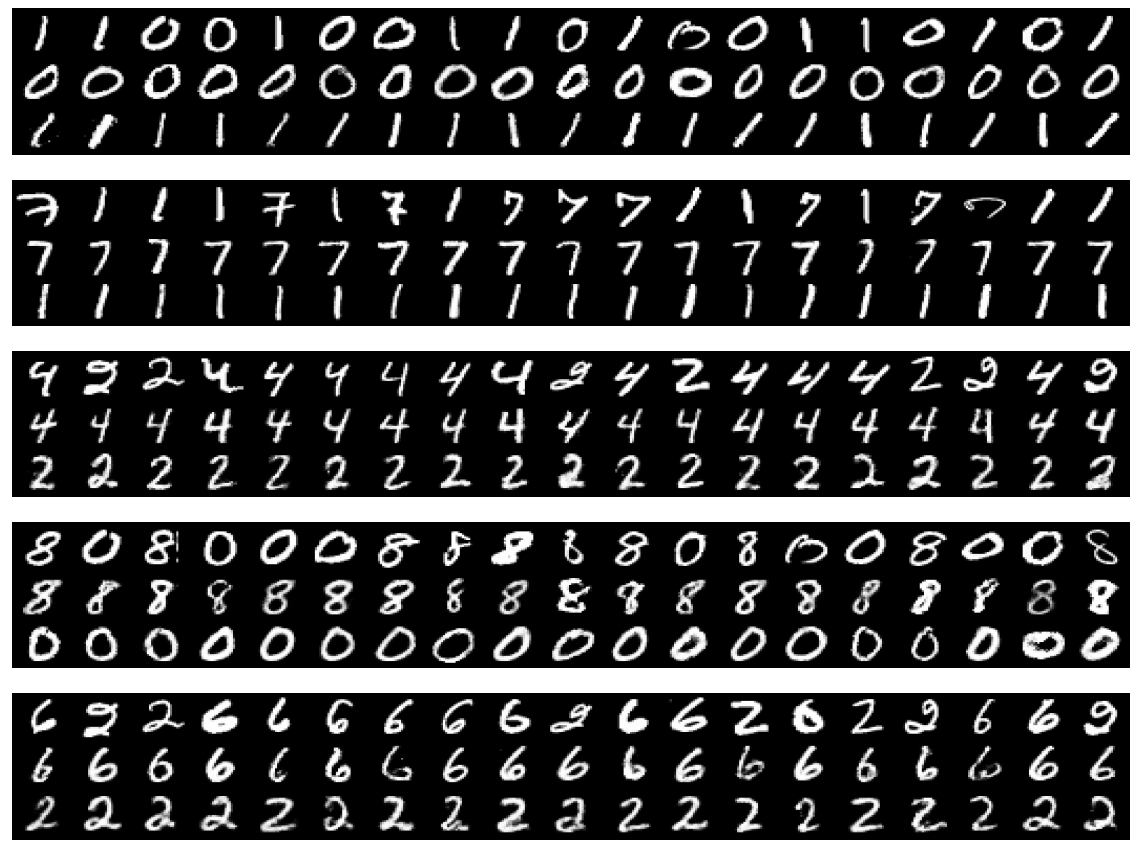 1 1 0 0 1 0 0 1 1 0 1 0 0 1 1 0 1 0 1
0 0 0 0 0 0 0 0 0 0 0 0 0 0 0 0 0 0 0
1 1 1 1 1 1 1 1 1 1 1 1 1 1 1 1 1 1 1
7 1 1 1 7 1 7 1 7 7 7 1 1 7 1 7 7 1 1
7 7 7 7 7 7 7 7 7 7 7 7 7 7 7 7 7 7 7
1 1 1 1 1 1 1 1 1 1 1 1 1 1 1 1 1 1 1
4 2 2 4 4 4 4 4 4 2 4 2 4 4 4 2 2 4 2
4 4 4 4 4 4 4 4 4 4 4 4 4 4 4 4 4 4 4
2 2 2 2 2 2 2 2 2 2 2 2 2 2 2 2 2 2 2
8 0 8 0 0 0 8 8 8 8 8 0 8 0 0 8 0 0 8
8 8 8 8 8 8 8 8 8 8 8 8 8 8 8 8 8 8 8
0 0 0 0 0 0 0 0 0 0 0 0 0 0 0 0 0 0 0
6 2 2 6 6 6 6 6 6 2 6 6 2 6 2 2 6 6 2
6 6 6 6 6 6 6 6 6 6 6 6 6 6 6 6 6 6 6
2 2 2 2 2 2 2 2 2 2 2 2 2 2 2 2 2 2 2